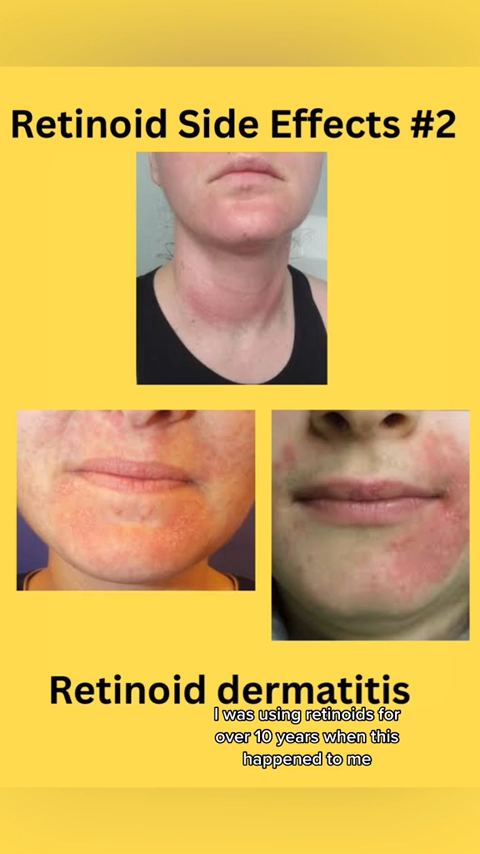 Retinoid Side Effects #2
Retinoid dermatitis
I was using retinoids for
over 10 years when this
happened to me